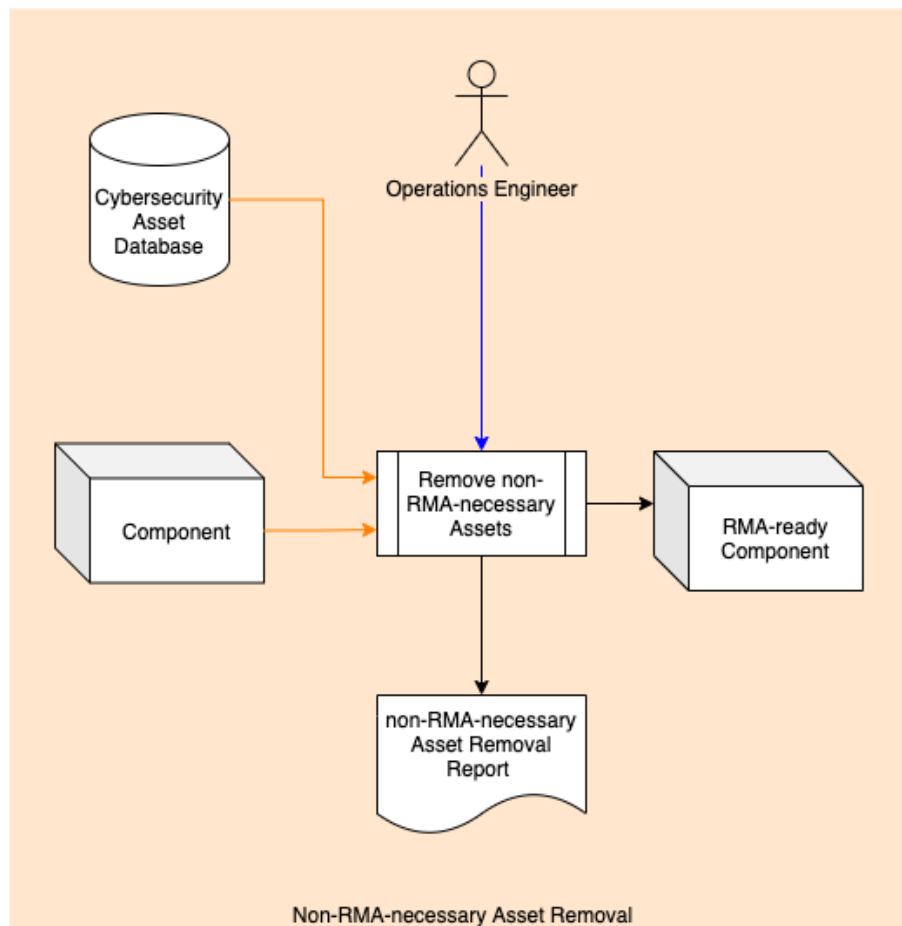 Operations Engineer
Cybersecurity
Asset
Database
Component
Remove non-
RMA-necessary
Assets
RMA-ready
Component
non-RMA-necessary
Asset Removal
Report
Non-RMA-necessary Asset Removal